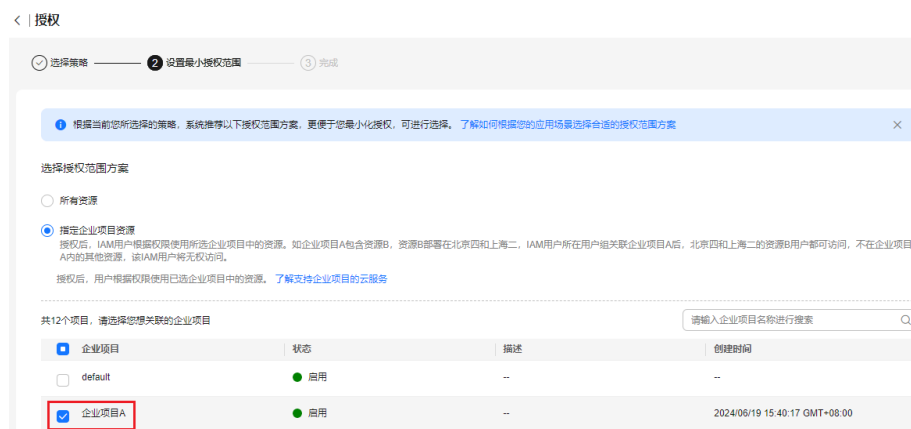 授权
选择策略 2 设置最小授权范围 3 完成
根据当前您所选择的策略，系统推荐以下授权范围方案，更便于您最小化授权，可进行选择。 了解如何根据您的应用场景选择合适的授权范围方案
选择授权范围方案
所有资源
指定企业项目资源
授权后，IAM用户根据权限使用所选企业项目中的资源。如企业项目A包含资源B，资源B部署在北京四和上海二，IAM用户所在用户组关联企业项目A后，北京四和上海二的资源B用户都可访问，不在企业项目
A内的其他资源，该IAM用户将无权访问。
授权后，用户根据权限使用已选企业项目中的资源。 了解支持企业项目的云服务
共12个项目，请选择您想关联的企业项目 请输入企业项目名称进行搜索
企业项目 状态 描述 创建时间
default 启用 -- --
企业项目A 启用 -- 2024/06/19 15:40:17 GMT+08:00